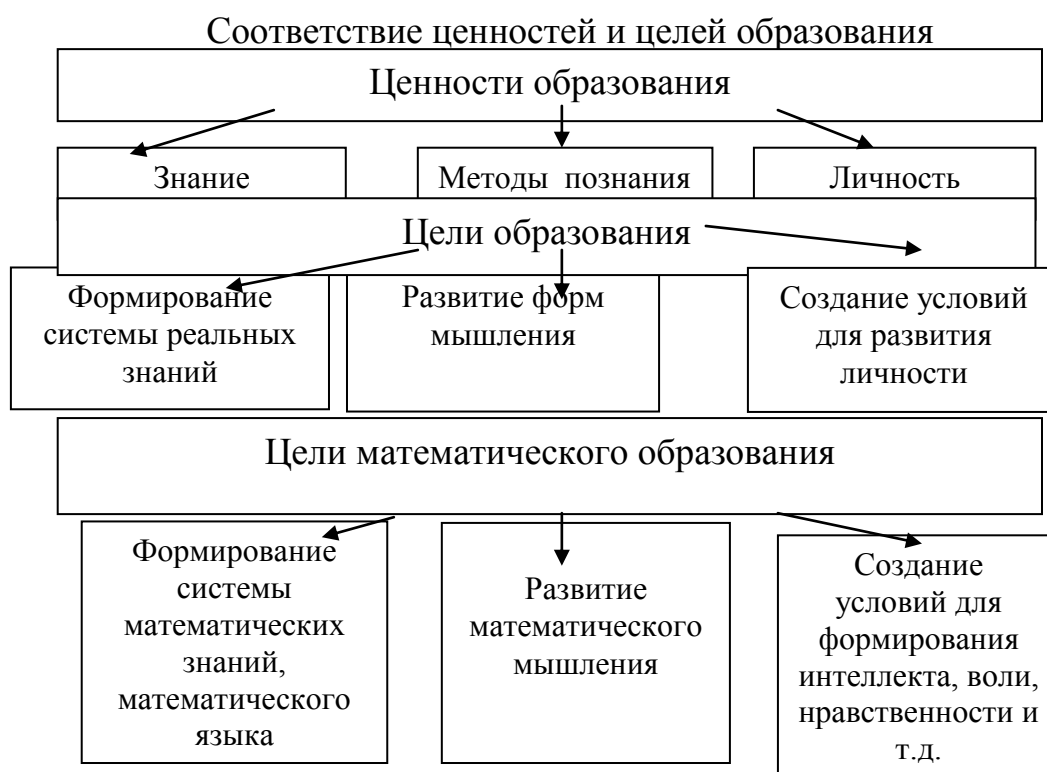 Соответствие ценностей и целей образования
Ценности образования
Знание
Методы познания
Личность
Цели образования
Формирование
системы реальных
знаний
Развитие форм
мышления
Создание условий
для развития
личности
Цели математического образования
Формирование
системы
математических
знаний,
математического
языка
Развитие
математического
мышления
Создание
условий для
формирования
интеллекта, воли,
нравственности и
т.д.